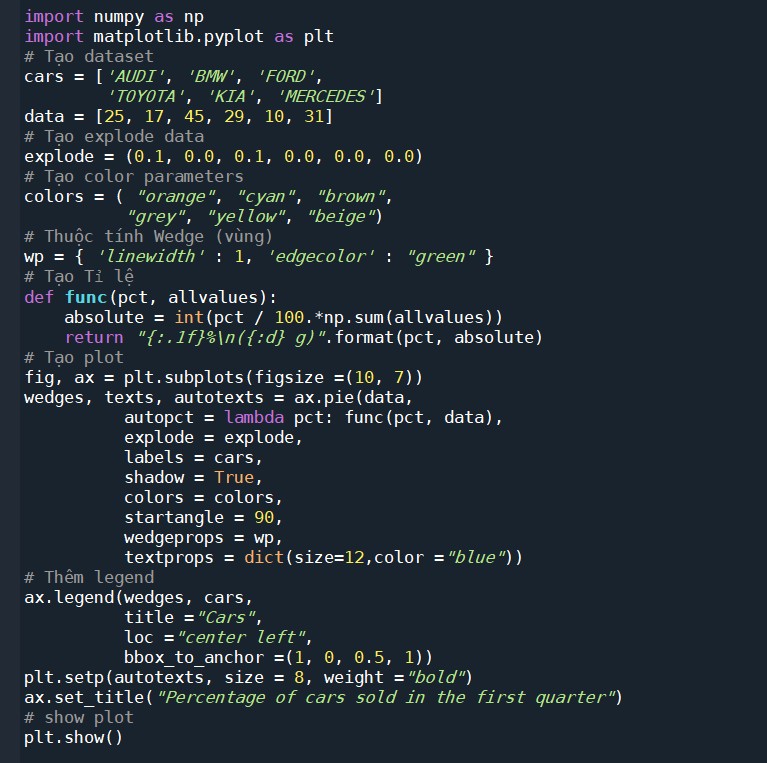 import numpy as np
import matplotlib.pyplot as plt
# Tạo dataset
cars = ['AUDI', 'BMW', 'FORD',
        'TOYOTA', 'KIA', 'MERCEDES']
data = [25, 17, 45, 29, 10, 31]
# Tạo explode data
explode = (0.1, 0.0, 0.1, 0.0, 0.0, 0.0)
# Tạo color parameters
colors = ( "orange", "cyan", "brown",
          "grey", "yellow", "beige")
# Thuộc tính Wedge (vùng)
wp = { 'linewidth' : 1, 'edgecolor' : "green" }
# Tạo Tỉ lệ
def func(pct, allvalues):
    absolute = int(pct / 100.*np.sum(allvalues))
    return "{:.1f}%\n({:d} g)".format(pct, absolute)
# Tạo plot
fig, ax = plt.subplots(figsize =(10, 7))
wedges, texts, autotexts = ax.pie(data,
          autopct = lambda pct: func(pct, data),
          explode = explode,
          labels = cars,
          shadow = True,
          colors = colors,
          startangle = 90,
          wedgeprops = wp,
          textprops = dict(size=12,color ="blue"))
# Thêm legend
ax.legend(wedges, cars,
          title ="Cars",
          loc ="center left",
          bbox_to_anchor =(1, 0, 0.5, 1))
plt.setp(autotexts, size = 8, weight ="bold")
ax.set_title("Percentage of cars sold in the first quarter")
# show plot
plt.show()